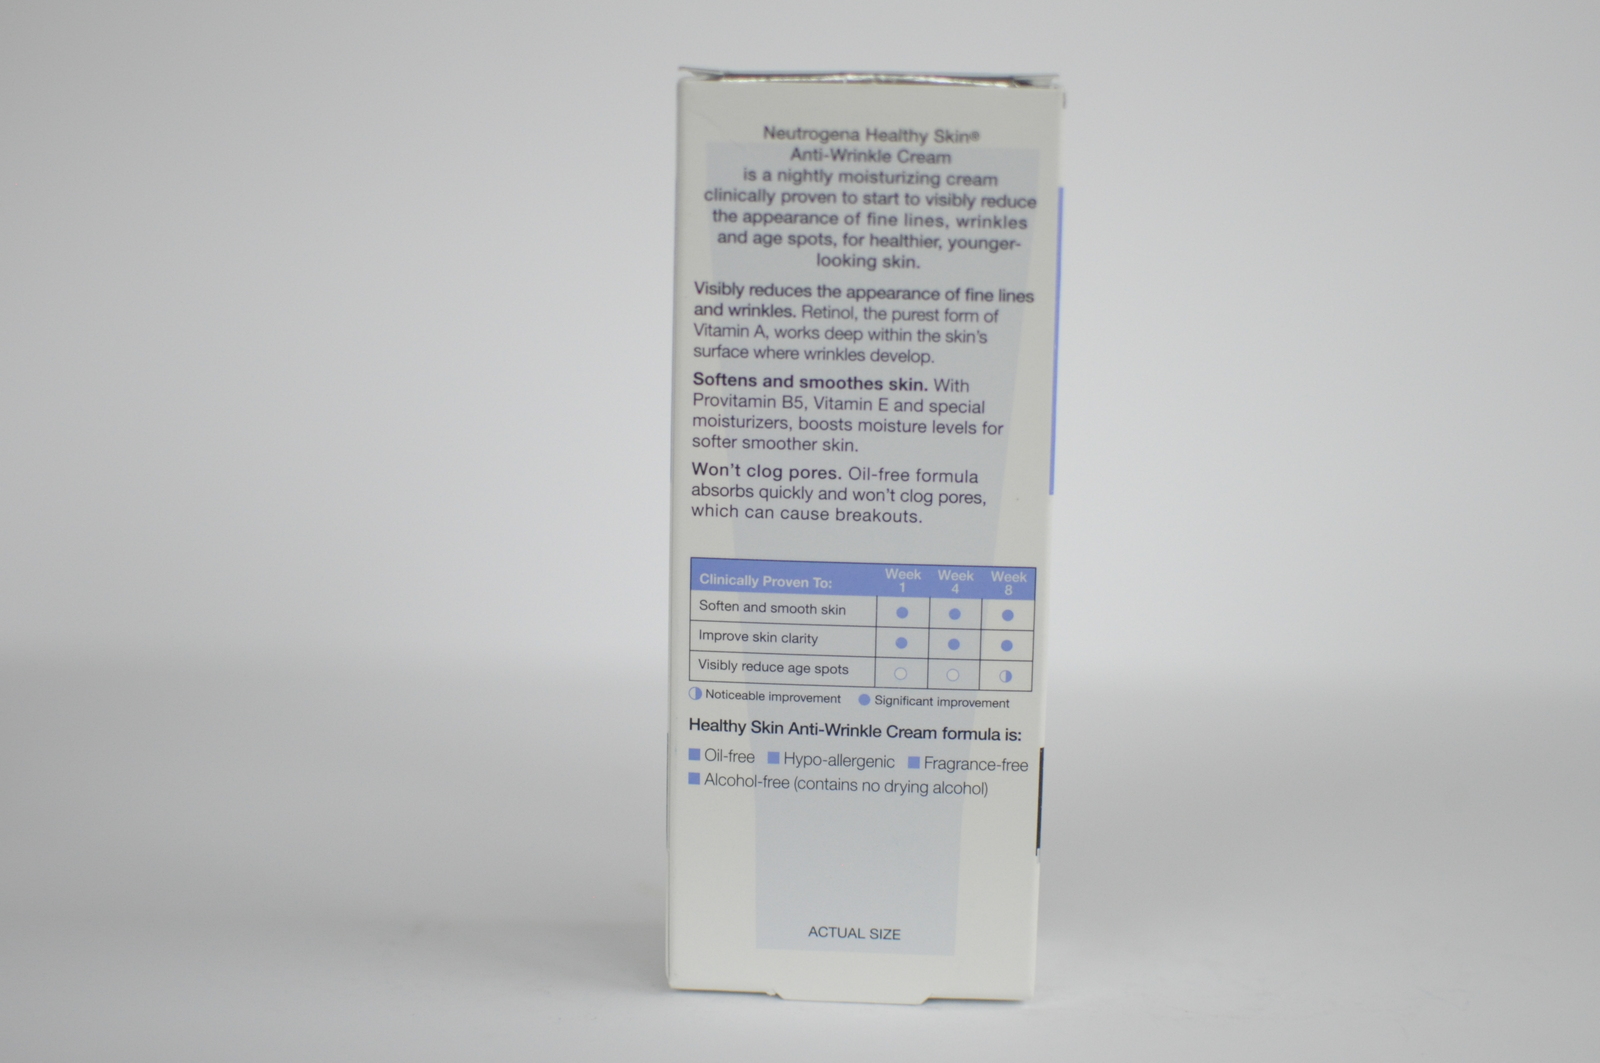 Neutrogena Healthy Skin®
Anti-Wrinkle Cream
is a nightly moisturizing cream
clinically proven to start to visibly reduce
the appearance of fine lines, wrinkles
and age spots, for healthier, younger-
looking skin.
Visibly reduces the appearance of fine lines
and wrinkles. Retinol, the purest form of
Vitamin A, works deep within the skin's
surface where wrinkles develop.
Softens and smoothes skin. With
Provitamin B5, Vitamin E and special
moisturizers, boosts moisture levels for
softer smoother skin.
Won't clog pores. Oil-free formula
absorbs quickly and won't clog pores,
which can cause breakouts.
Clinically Proven To: Week 1 Week 4 Week 8
Soften and smooth skin
Improve skin clarity
Visibly reduce age spots
Noticeable improvement Significant improvement
Healthy Skin Anti-Wrinkle Cream formula is:
Oil-free Hypo-allergenic Fragrance-free
Alcohol-free (contains no drying alcohol)
ACTUAL SIZE